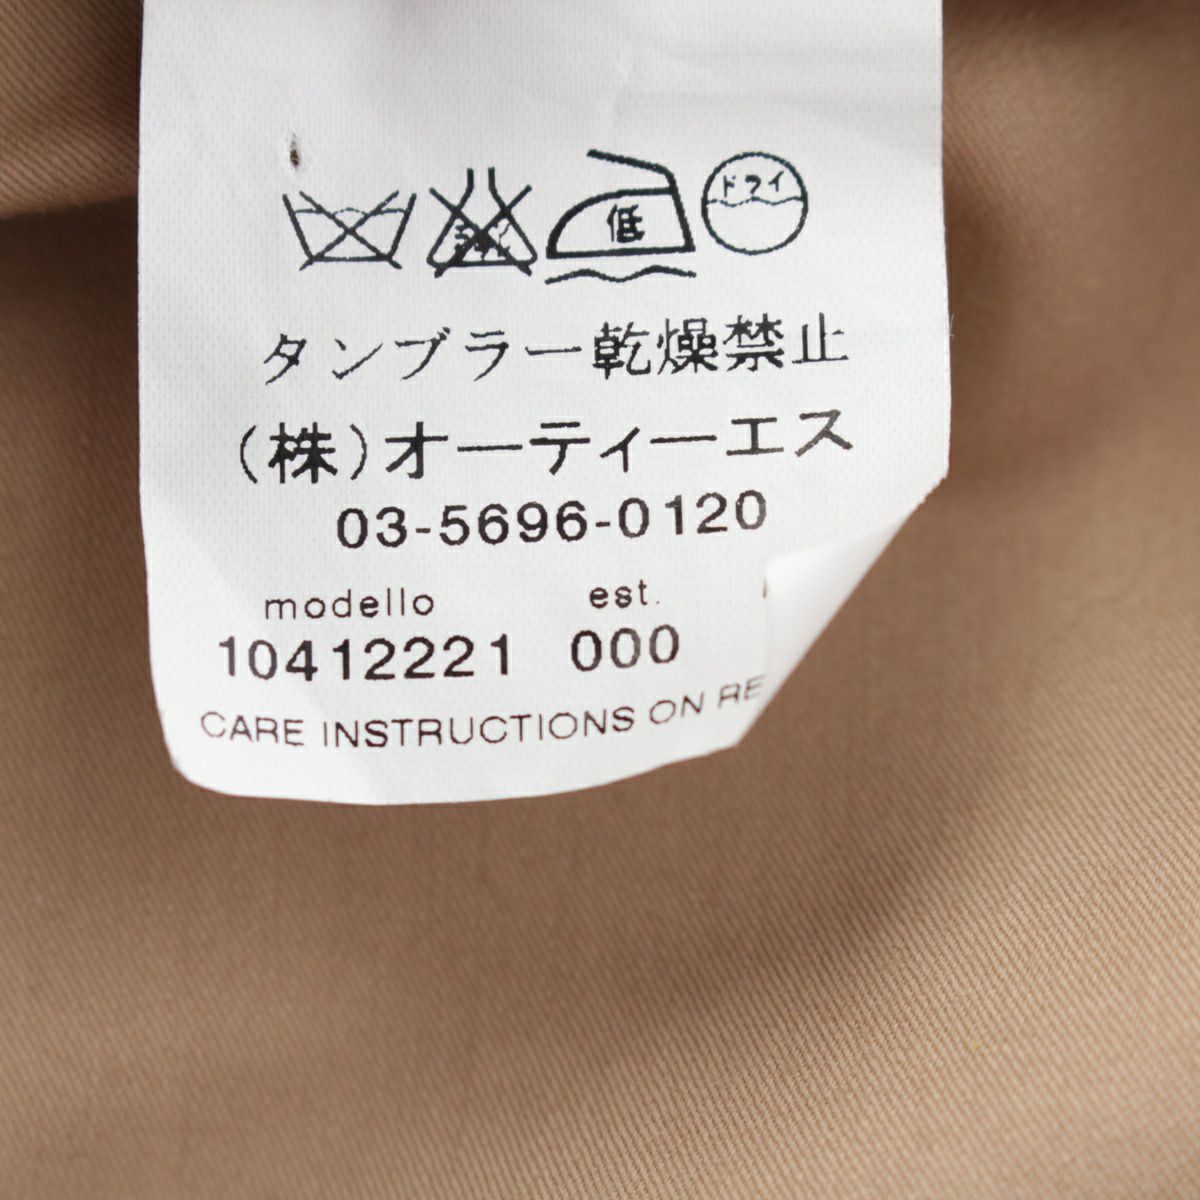 低 ドライ
タンブラー乾燥禁止
(株)オーティーエス
03-5696-0120
modello est.
10412221 000
CARE INSTRUCTIONS ON RE